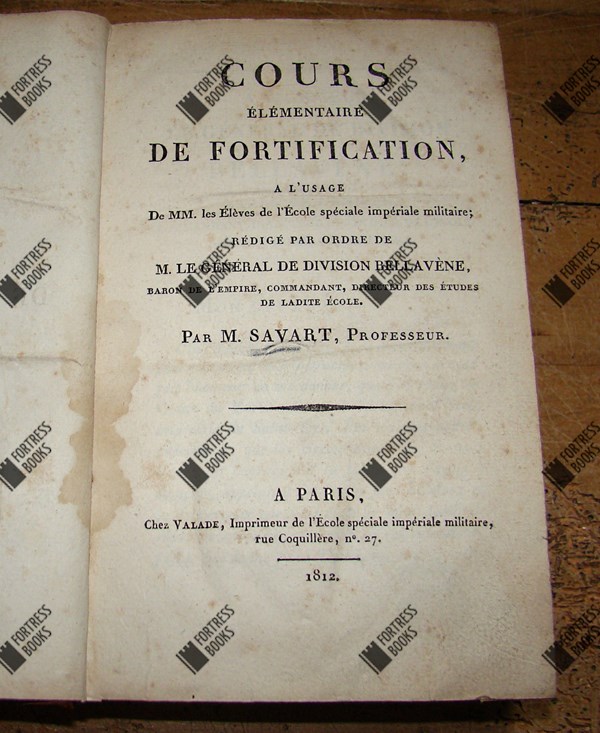 COURS
ÉLÉMENTAIRE
DE FORTIFICATION,
A L'USAGE
De MM. les Élèves de l'École spéciale impériale militaire;
RÉDIGÉ PAR ORDRE DE
M. LE GÉNÉRAL DE DIVISION BELLAVÈNE,
BARON DE L'EMPIRE, COMMANDANT, DIRECTEUR DES ÉTUDES
DE LADITE ÉCOLE.
PAR M. SAVART, PROFESSEUR.
A PARIS,
Chez VALADE, Imprimeur de l'École spéciale impériale militaire,
rue Coquillère, nº. 27.
1812.
FORTRESS
BOOKS